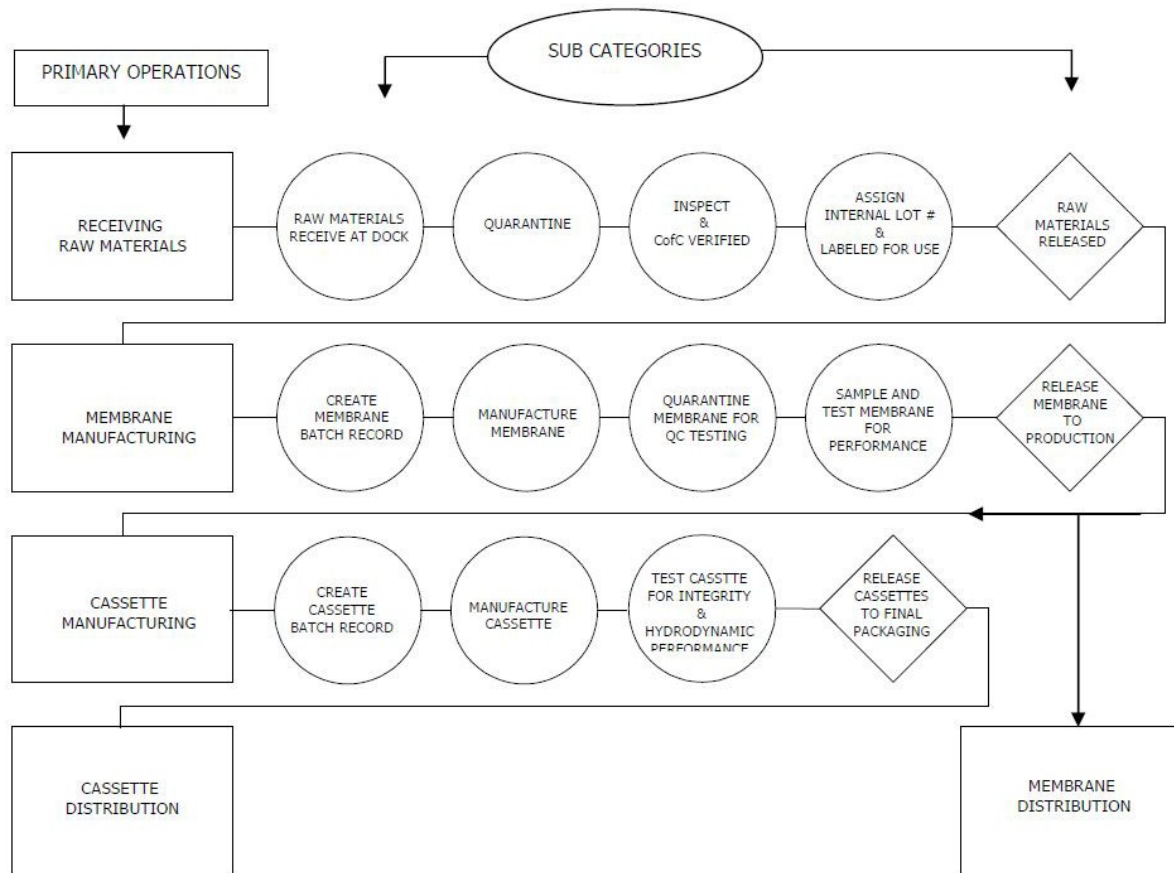 SUB CATEGORIES
PRIMARY OPERATIONS
RECEIVING
RAW MATERIALS
RAW MATERIALS
RECEIVE AT DOCK
QUARANTINE
INSPECT
&
CofC VERIFIED
ASSIGN
INTERNAL LOT #
&
LABELED FOR USE
RAW
MATERIALS
RELEASED
MEMBRANE
MANUFACTURING
CREATE
MEMBRANE
BATCH RECORD
MANUFACTURE
MEMBRANE
QUARANTINE
MEMBRANE FOR
QC TESTING
SAMPLE AND
TEST MEMBRANE
FOR
PERFORMANCE
RELEASE
MEMBRANE
TO
PRODUCTION
CASSETTE
MANUFACTURING
CREATE
CASSETTE
BATCH RECORD
MANUFACTURE
CASSETTE
TEST CASSTTE
FOR INTEGRITY
&
HYDRODYNAMIC
PERFORMANCE
RELEASE
CASSETTES
TO FINAL
PACKAGING
CASSETTE
DISTRIBUTION
MEMBRANE
DISTRIBUTION